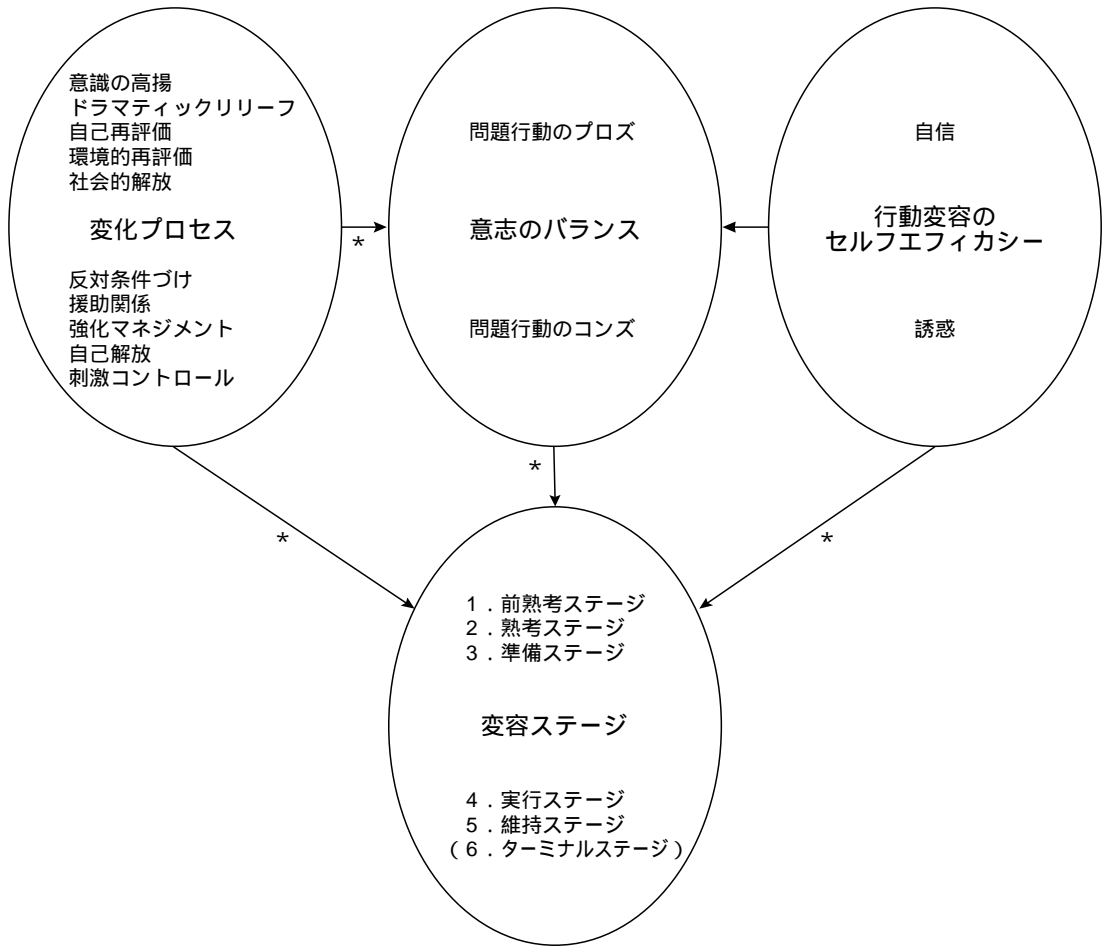 意識の高揚
ドラマティックリリーフ
自己再評価
環境的再評価
社会的解放
変化プロセス
反対条件づけ
援助関係
強化マネジメント
自己解放
刺激コントロール
*
問題行動のプロズ
意志のバランス
問題行動のコンズ
自信
行動変容の
セルフエフィカシー
誘惑
*
*
*
1．前熟考ステージ
2．熟考ステージ
3．準備ステージ
変容ステージ
4．実行ステージ
5．維持ステージ
(6．ターミナルステージ)